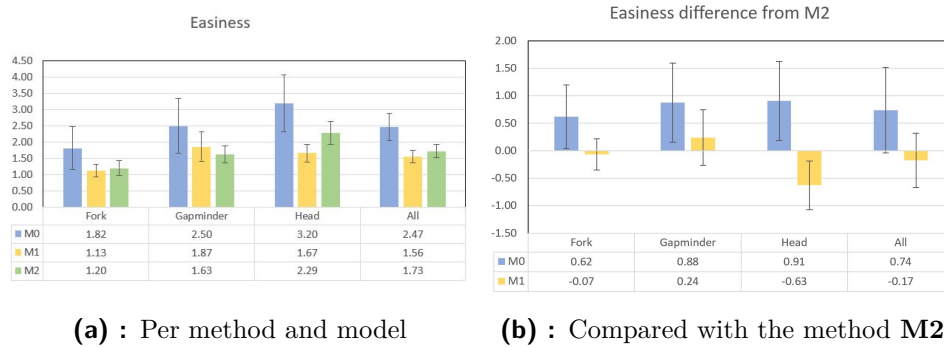 Easiness
4.50
4.00
3.50
3.00
2.50
2.00
1.50
1.00
0.50
0.00
Fork Gapminder Head All
M0 1.82 2.50 3.20 2.47
M1 1.13 1.87 1.67 1.56
M2 1.20 1.63 2.29 1.73
(a) : Per method and model
Easiness difference from M2
2.00
1.50
1.00
0.50
0.00
-0.50
-1.00
-1.50
Fork Gapminder Head All
M0 0.62 0.88 0.91 0.74
M1 -0.07 0.24 -0.63 -0.17
(b) : Compared with the method M2